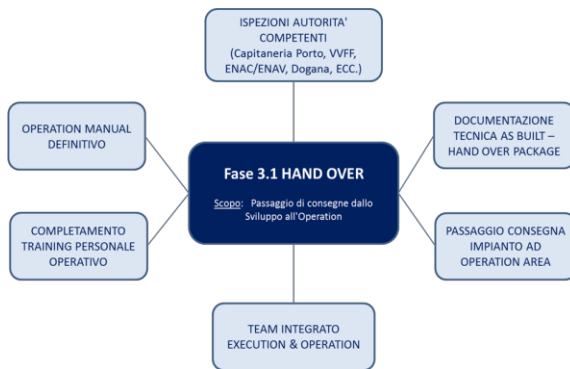 ISPEZIONI AUTORITA'
COMPETENTI
(Capitaneria Porto, VVFF,
ENAC/ENAV, Dogana, ECC.)
OPERATION MANUAL
DEFINITIVO
DOCUMENTAZIONE
TECNICA AS BUILT –
HAND OVER PACKAGE
Fase 3.1 HAND OVER
Scopo: Passaggio di consegne dallo
Sviluppo all'Operation
COMPLETAMENTO
TRAINING PERSONALE
OPERATIVO
PASSAGGIO CONSEGNA
IMPIANTO AD
OPERATION AREA
TEAM INTEGRATO
EXECUTION & OPERATION